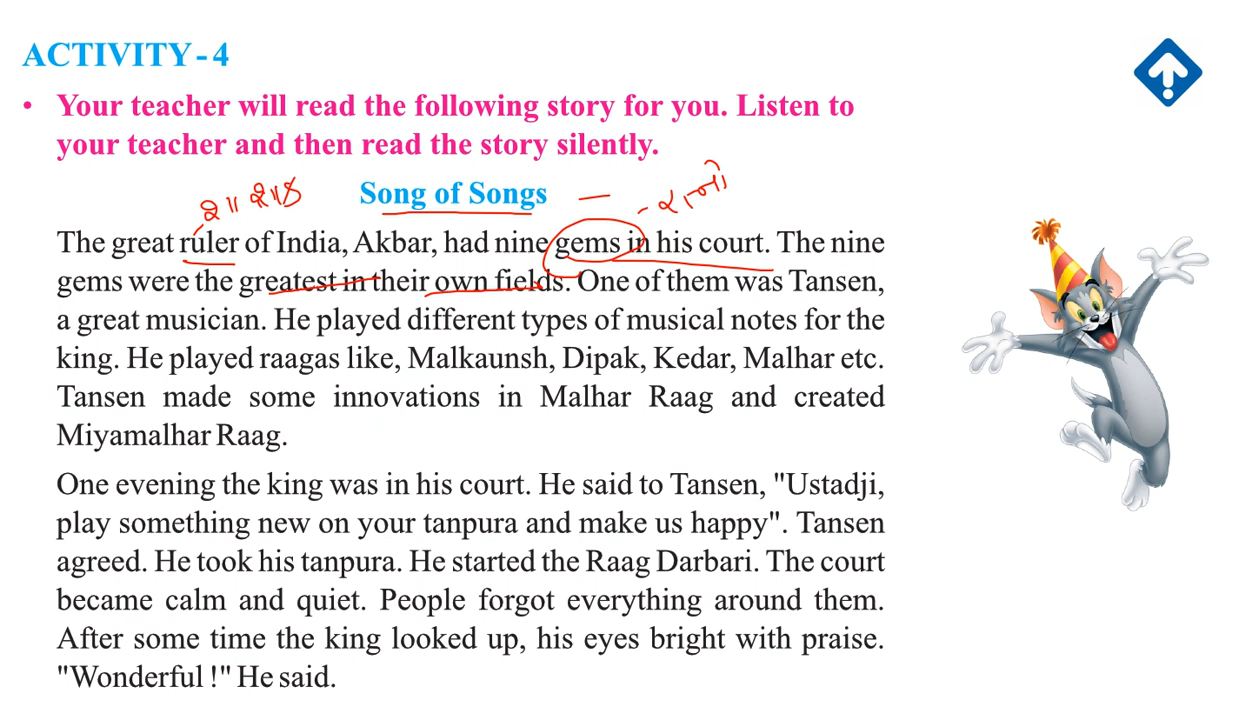 ACTIVITY - 4
• Your teacher will read the following story for you. Listen to
your teacher and then read the story silently.
Song of Songs
The great ruler of India, Akbar, had nine gems in his court. The nine
gems were the greatest in their own fields. One of them was Tansen,
a great musician. He played different types of musical notes for the
king. He played raagas like, Malkaunsh, Dipak, Kedar, Malhar etc.
Tansen made some innovations in Malhar Raag and created
Miyamalhar Raag.
One evening the king was in his court. He said to Tansen, "Ustadji,
play something new on your tanpura and make us happy". Tansen
agreed. He took his tanpura. He started the Raag Darbari. The court
became calm and quiet. People forgot everything around them.
After some time the king looked up, his eyes bright with praise.
"Wonderful !" He said.